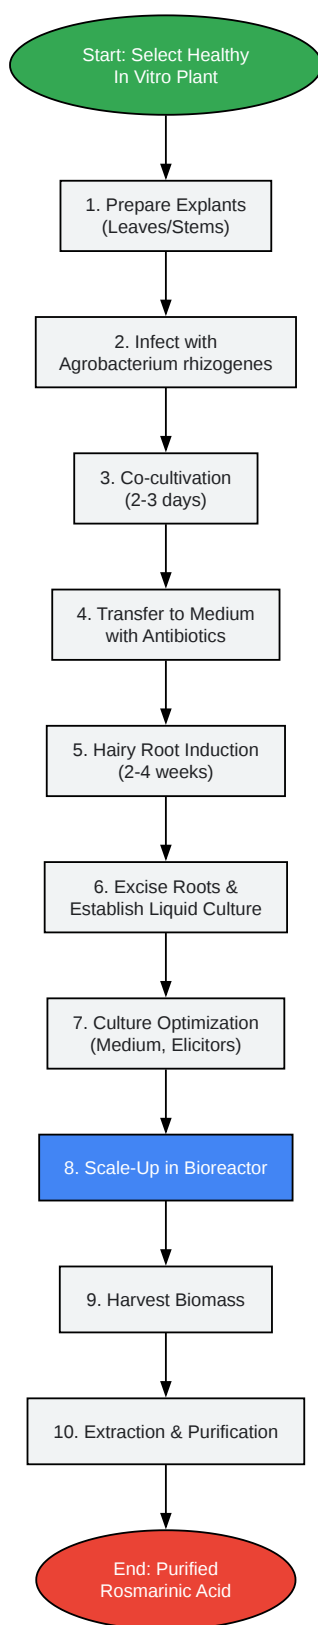 Start: Select Healthy
In Vitro Plant
1. Prepare Explants
(Leaves/Stems)
2. Infect with
Agrobacterium rhizogenes
3. Co-cultivation
(2-3 days)
4. Transfer to Medium
with Antibiotics
5. Hairy Root Induction
(2-4 weeks)
6. Excise Roots &
Establish Liquid Culture
7. Culture Optimization
(Medium, Elicitors)
8. Scale-Up in Bioreactor
9. Harvest Biomass
10. Extraction & Purification
End: Purified
Rosmarinic Acid